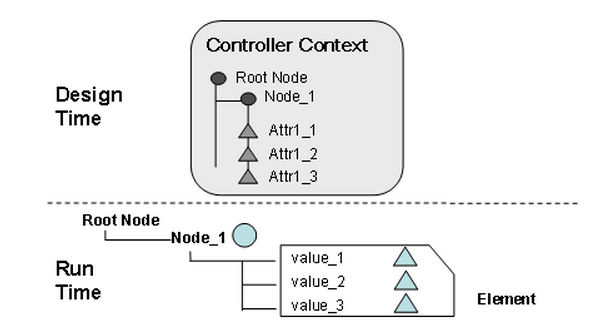 Controller Context
Root Node
Node_1
Design
Time
Attr1_1
Attr1_2
Attr1_3
Root Node
Node_1
value_1
value_2
value_3
Run
Time
Element